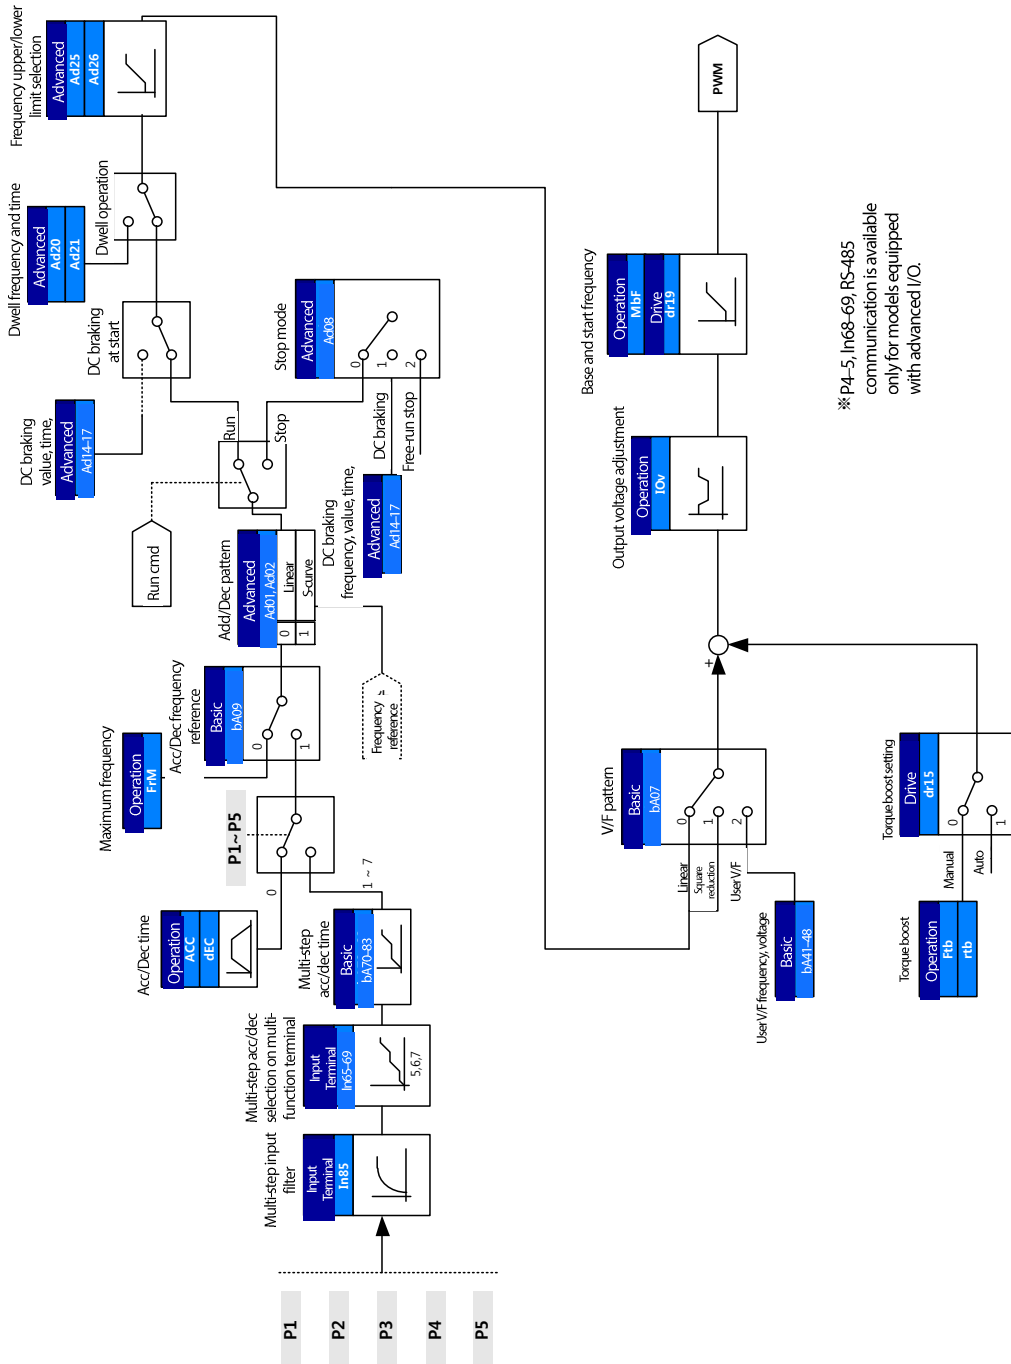 P1
P2
P3
P4
P5
Multi-step input
filter
Input
Terminal
In85
Multi-step acc/dec
selection on multi-
function terminal
Input
Terminal
In65-69
5,6,7
Multi-step
acc/dec time
Basic
bA70-83
1 ~ 7
Acc/Dec time
Operation
ACC
dEC
0
P1~P5
Maximum frequency
Operation
FrM
Acc/Dec frequency
reference
Basic
bA09
0
1
Frequency
reference
Add/Dec pattern
Advanced
Ad01, Ad02
0
Linear
1
S-curve
Run cmd
Run
Stop
DC braking
frequency, value, time,
Advanced
Ad14-17
DC braking
Free-run stop
Stop mode
Advanced
Ad08
0
1
2
DC braking
value, time,
Advanced
Ad14-17
DC braking
at start
Dwell frequency and time
Advanced
Ad20
Ad21
Dwell operation
Frequency upper/lower
limit selection
Advanced
Ad25
Ad26
User V/F frequency, voltage
Basic
bA41-48
Linear
Square
reduction
User V/F
V/F pattern
Basic
bA07
0
1
2
Torque boost
Operation
Ftb
rtb
Manual
Auto
Torque boost setting
Drive
dr15
0
1
+
Output voltage adjustment
Operation
IOv
Base and start frequency
Operation
MbF
Drive
dr19
PWM
※ P4–5, In68–69, RS-485
communication is available
only for models equipped
with advanced I/O.